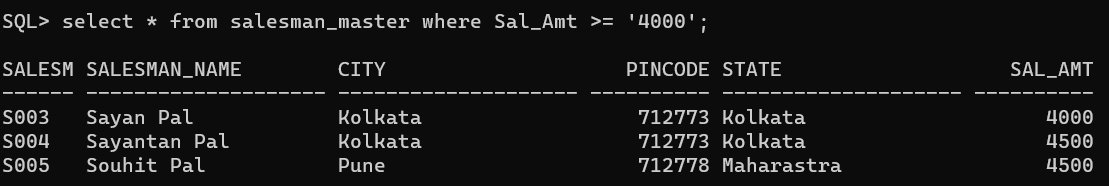 SQL> select * from salesman_master where Sal_Amt >= '4000';
SALESM SALESMAN_NAME        CITY                    PINCODE STATE                   SAL_AMT
------ -------------------- -------------------- ---------- -------------------- ----------
S003   Sayan Pal            Kolkata                  712773 Kolkata                    4000
S004   Sayantan Pal         Kolkata                  712773 Kolkata                    4500
S005   Souhit Pal           Pune                     712778 Maharastra                 4500